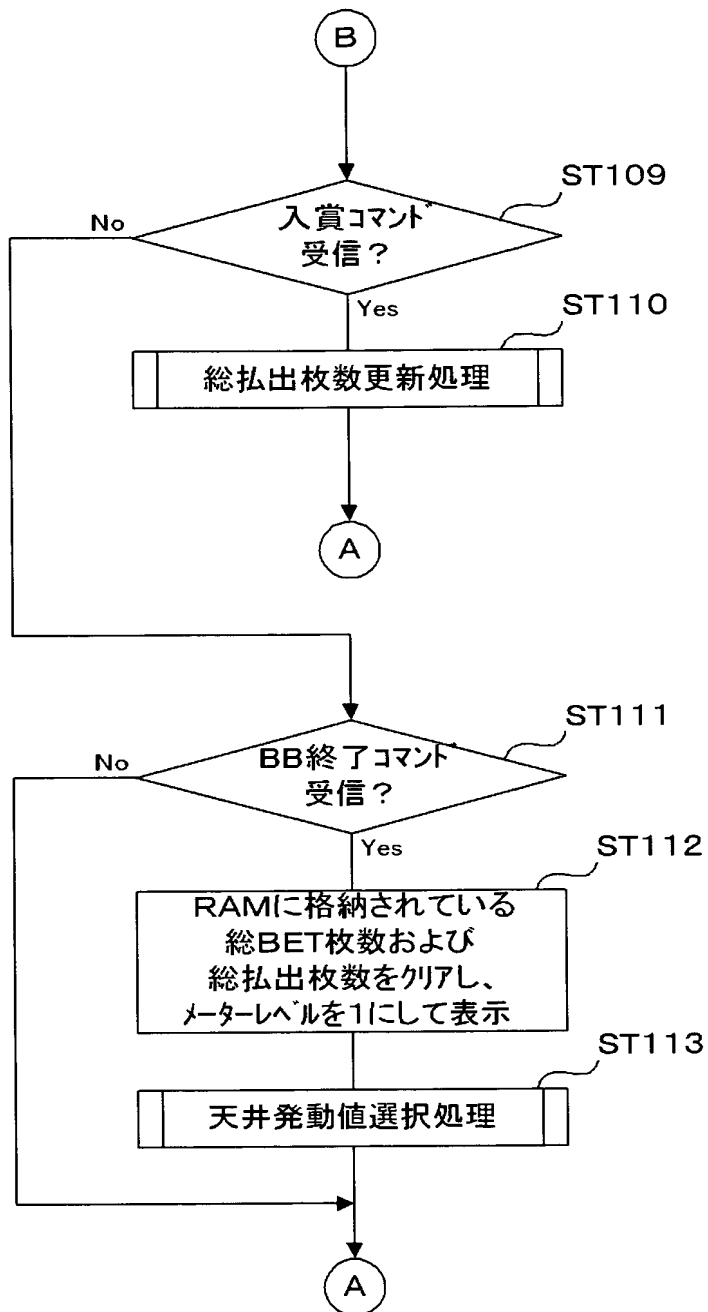 B
ST109
入賞コマンド
受信？
No
Yes
ST110
総払出枚数更新処理
A
ST111
BB終了コマンド
受信？
No
Yes
ST112
RAMに格納されている
総BET枚数および
総払出枚数をクリアし、
メーターレベルを1にして表示
ST113
天井発動値選択処理
A